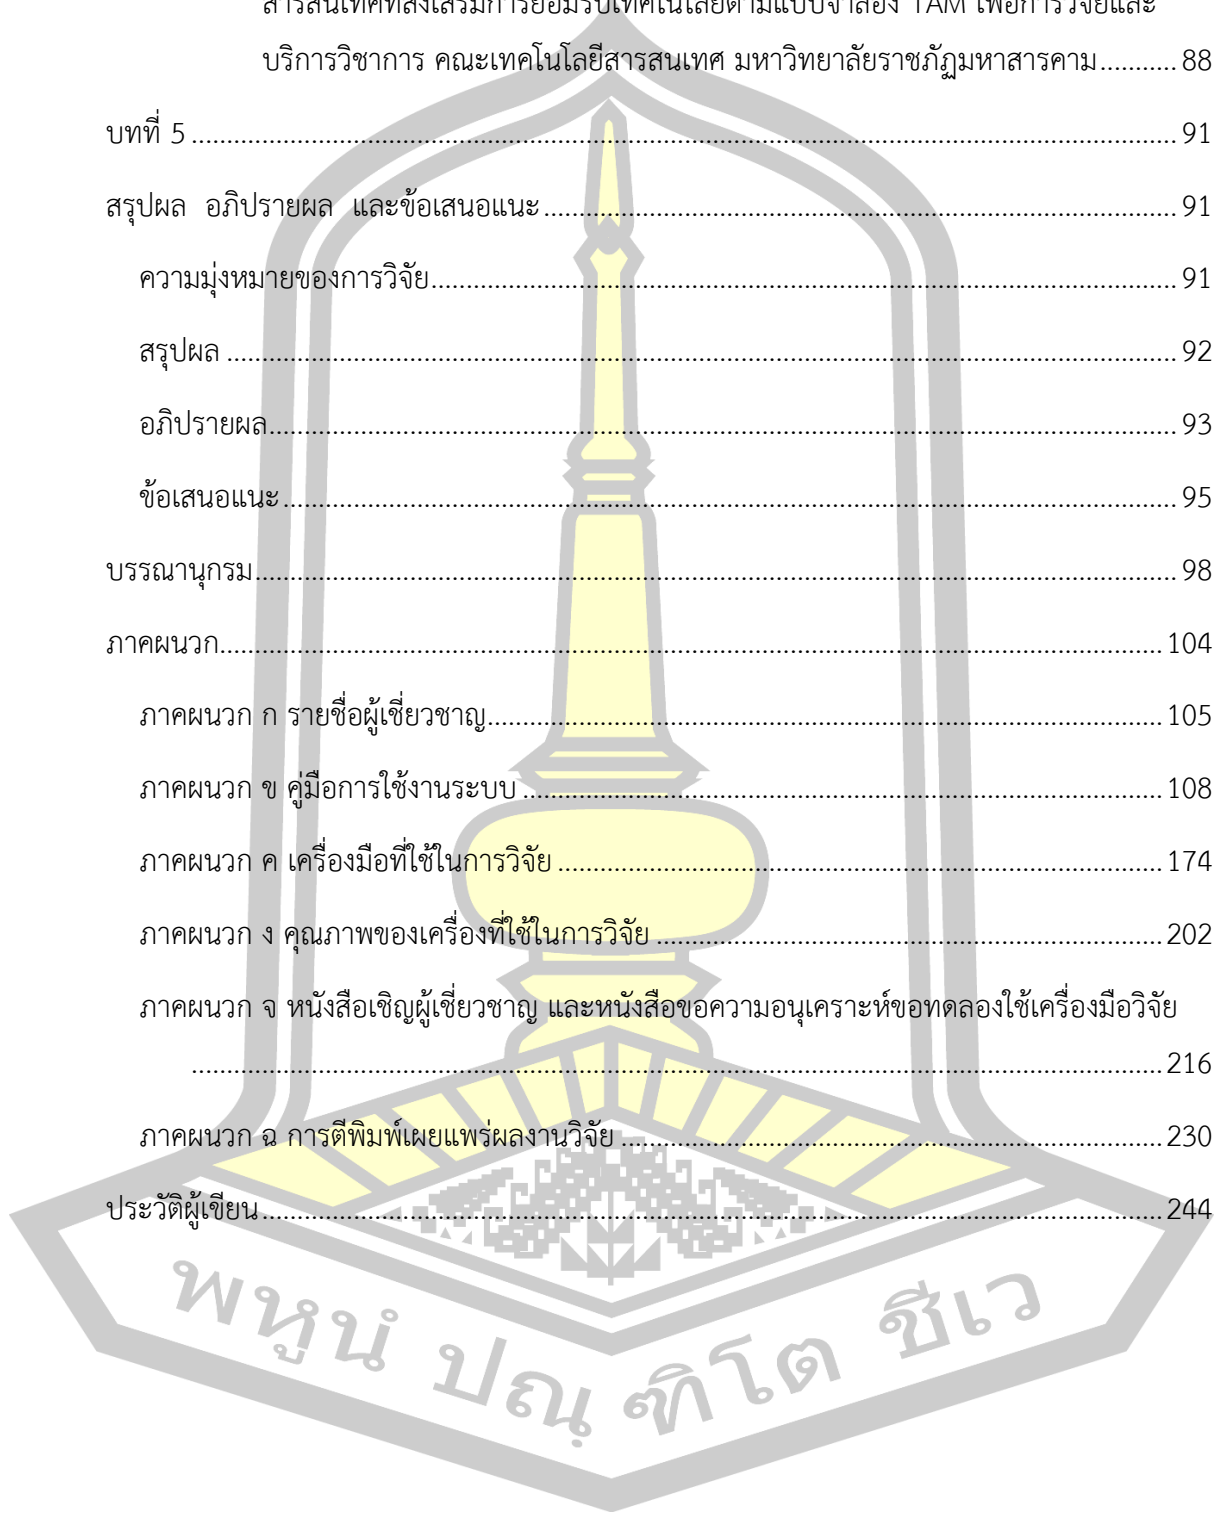 สารสนเทศที่ส่งเสริมการยอมรับเทคโนโลยีตามแบบจำลอง TAM เพื่อการวิจัยและ
บริการวิชาการ คณะเทคโนโลยีสารสนเทศ มหาวิทยาลัยราชภัฏมหาสารคาม........... 88
บทที่ 5 ........................................................................ 91
สรุปผล อภิปรายผล และข้อเสนอแนะ ........................................................................ 91
ความมุ่งหมายของการวิจัย........................................................................ 91
สรุปผล ........................................................................ 92
อภิปรายผล........................................................................ 93
ข้อเสนอแนะ ........................................................................ 95
บรรณานุกรม........................................................................ 98
ภาคผนวก........................................................................ 104
ภาคผนวก ก รายชื่อผู้เชี่ยวชาญ........................................................................ 105
ภาคผนวก ข คู่มือการใช้งานระบบ ........................................................................ 108
ภาคผนวก ค เครื่องมือที่ใช้ในการวิจัย ........................................................................ 174
ภาคผนวก ง คุณภาพของเครื่องที่ใช้ในการวิจัย ........................................................................ 202
ภาคผนวก จ หนังสือเชิญผู้เชี่ยวชาญ และหนังสือขอความอนุเคราะห์ขอทดลองใช้เครื่องมือวิจัย
........................................................................ 216
ภาคผนวก ฉ การตีพิมพ์เผยแพร่ผลงานวิจัย ........................................................................ 230
ประวัติผู้เขียน ........................................................................ 244
พหูนํ ปณฺฑิโต ชีเว